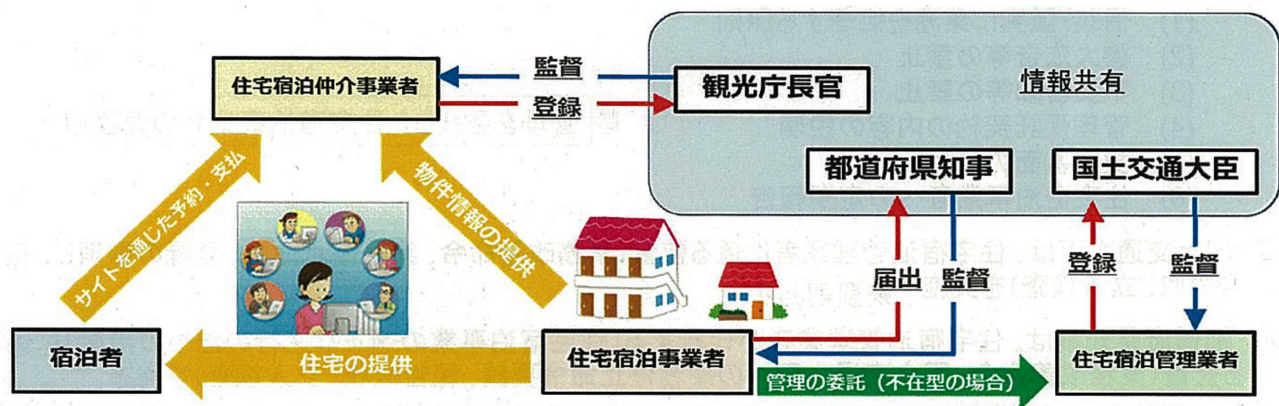 監督
住宅宿泊仲介事業者
観光庁長官
情報共有
登録
都道府県知事
国土交通大臣
サイトを通じた予約・支払
物件情報の提供
届出
監督
登録
監督
宿泊者
住宅の提供
住宅宿泊事業者
管理の委託(不在型の場合)
住宅宿泊管理業者